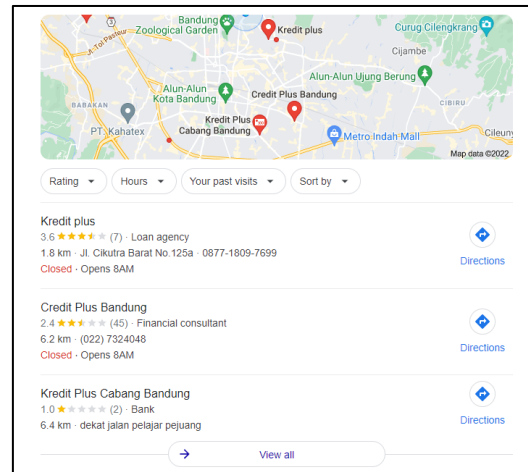 Bandung
Zoological Garden
Kredit plus
Curug Cilengkrang
3
Jl. Tol Pasteur
Cijambe
Alun-Alun
Kota Bandung
Alun-Alun Ujung Berung
Credit Plus Bandung
BABAKAN
CIBIRU
Kredit Plus
Cabang Bandung
PT. Kahatex
Metro Indah Mall
Cileuny
Map data ©2022
Rating
Hours
Your past visits
Sort by
Kredit plus
3.6 (7) · Loan agency
1.8 km · Jl. Cikutra Barat No.125a · 0877-1809-7699
Closed · Opens 8AM
Directions
Credit Plus Bandung
2.4 (45) · Financial consultant
6.2 km · (022) 7324048
Closed · Opens 8AM
Directions
Kredit Plus Cabang Bandung
1.0 (2) · Bank
6.4 km · dekat jalan pelajar pejuang
Directions
View all